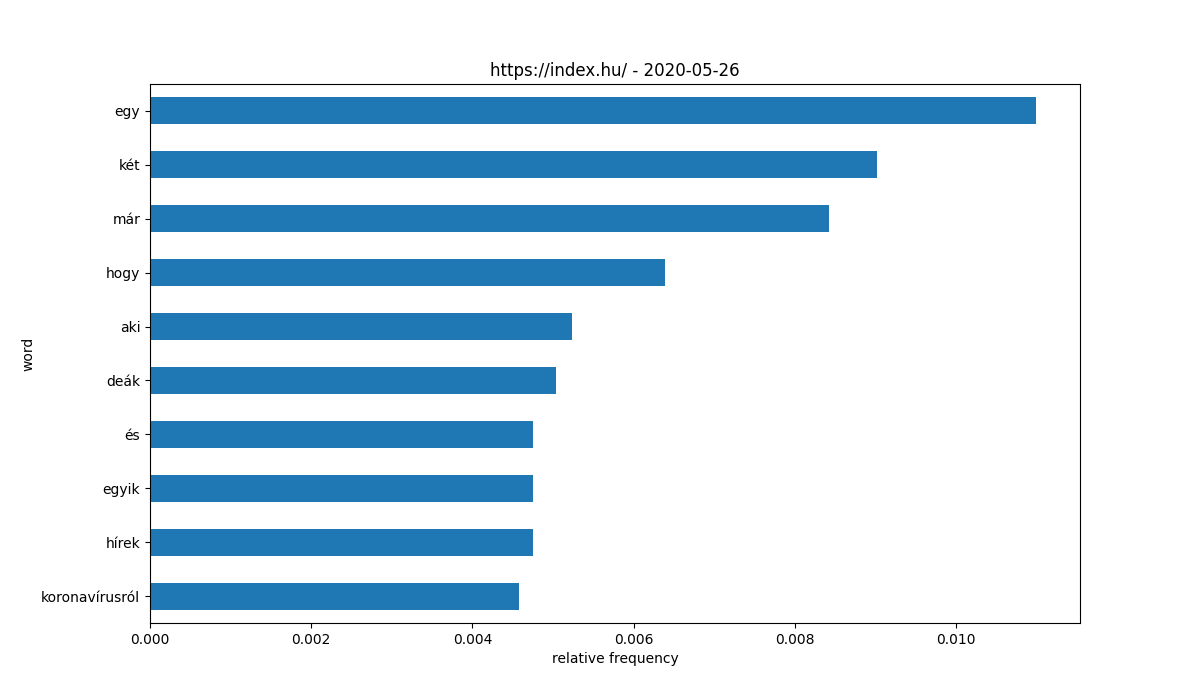 https://index.hu/ - 2020-05-26
egy
két
már
hogy
aki
deák
és
egyik
hírek
koronavírusról
word
0.000 0.002 0.004 0.006 0.008 0.010
relative frequency